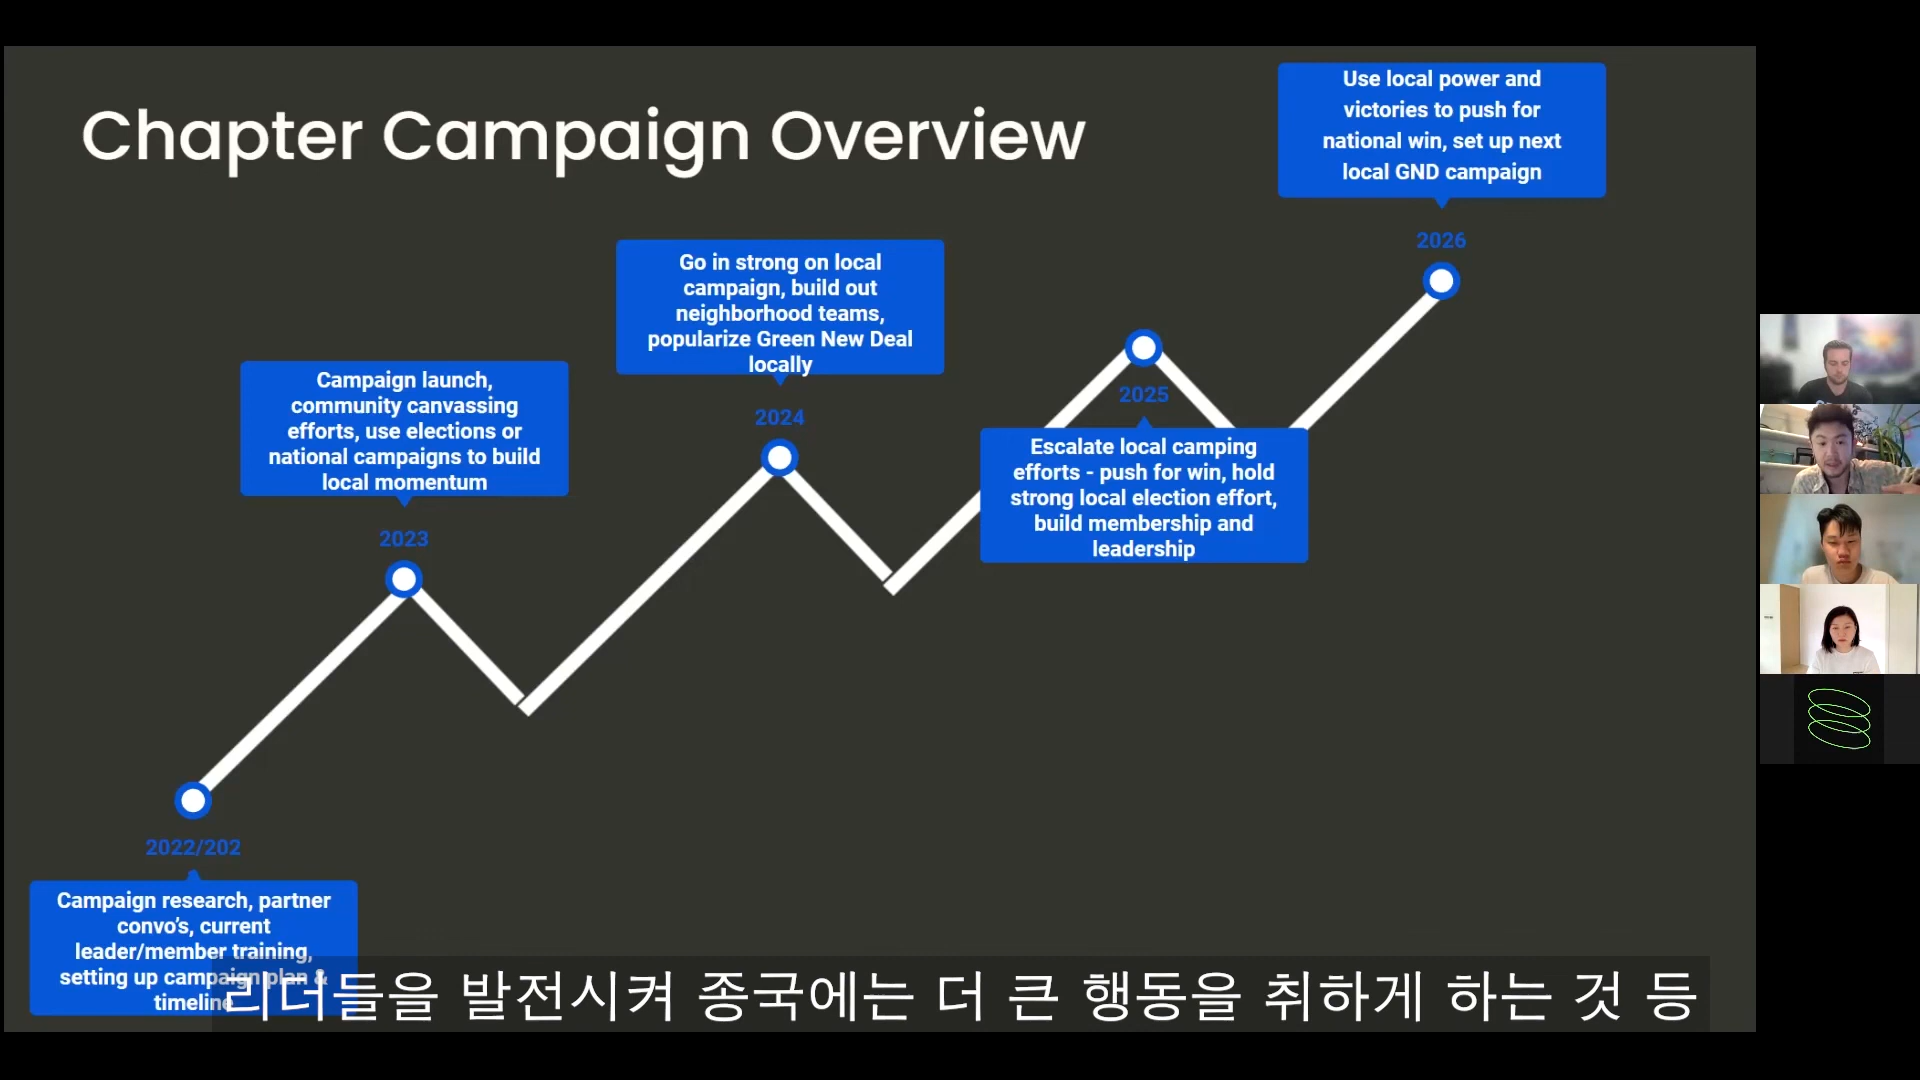 Chapter Campaign Overview
Use local power and
victories to push for
national win, set up next
local GND campaign
2026
Go in strong on local
campaign, build out
neighborhood teams,
popularize Green New Deal
locally
2024
2025
Escalate local camping
efforts - push for win, hold
strong local election effort,
build membership and
leadership
Campaign launch,
community canvassing
efforts, use elections or
national campaigns to build
local momentum
2023
2022/202
Campaign research, partner
convo’s, current
leader/member training,
setting up campaign plan &
timeline
리더들을 발전시켜 종국에는 더 큰 행동을 취하게 하는 것 등